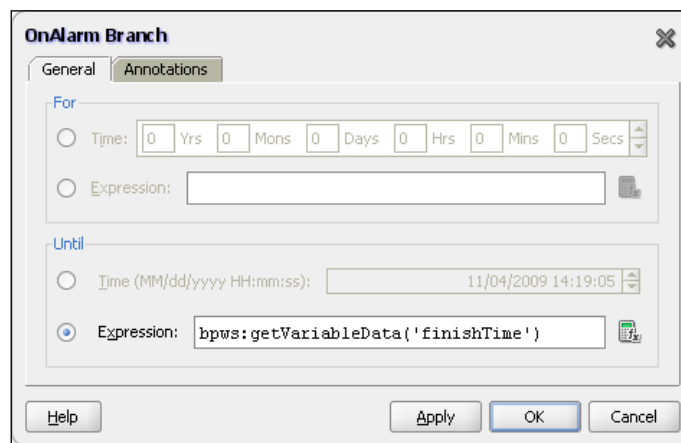 OnAlarm Branch
General Annotations
For
Time: 0 Yrs 0 Mons 0 Days 0 Hrs 0 Mins 0 Secs
Expression:
Until
Time (MM/dd/yyyy HH:mm:ss): 11/04/2009 14:19:05
Expression: bpws:getVariableData('finishTime')
Help Apply OK Cancel